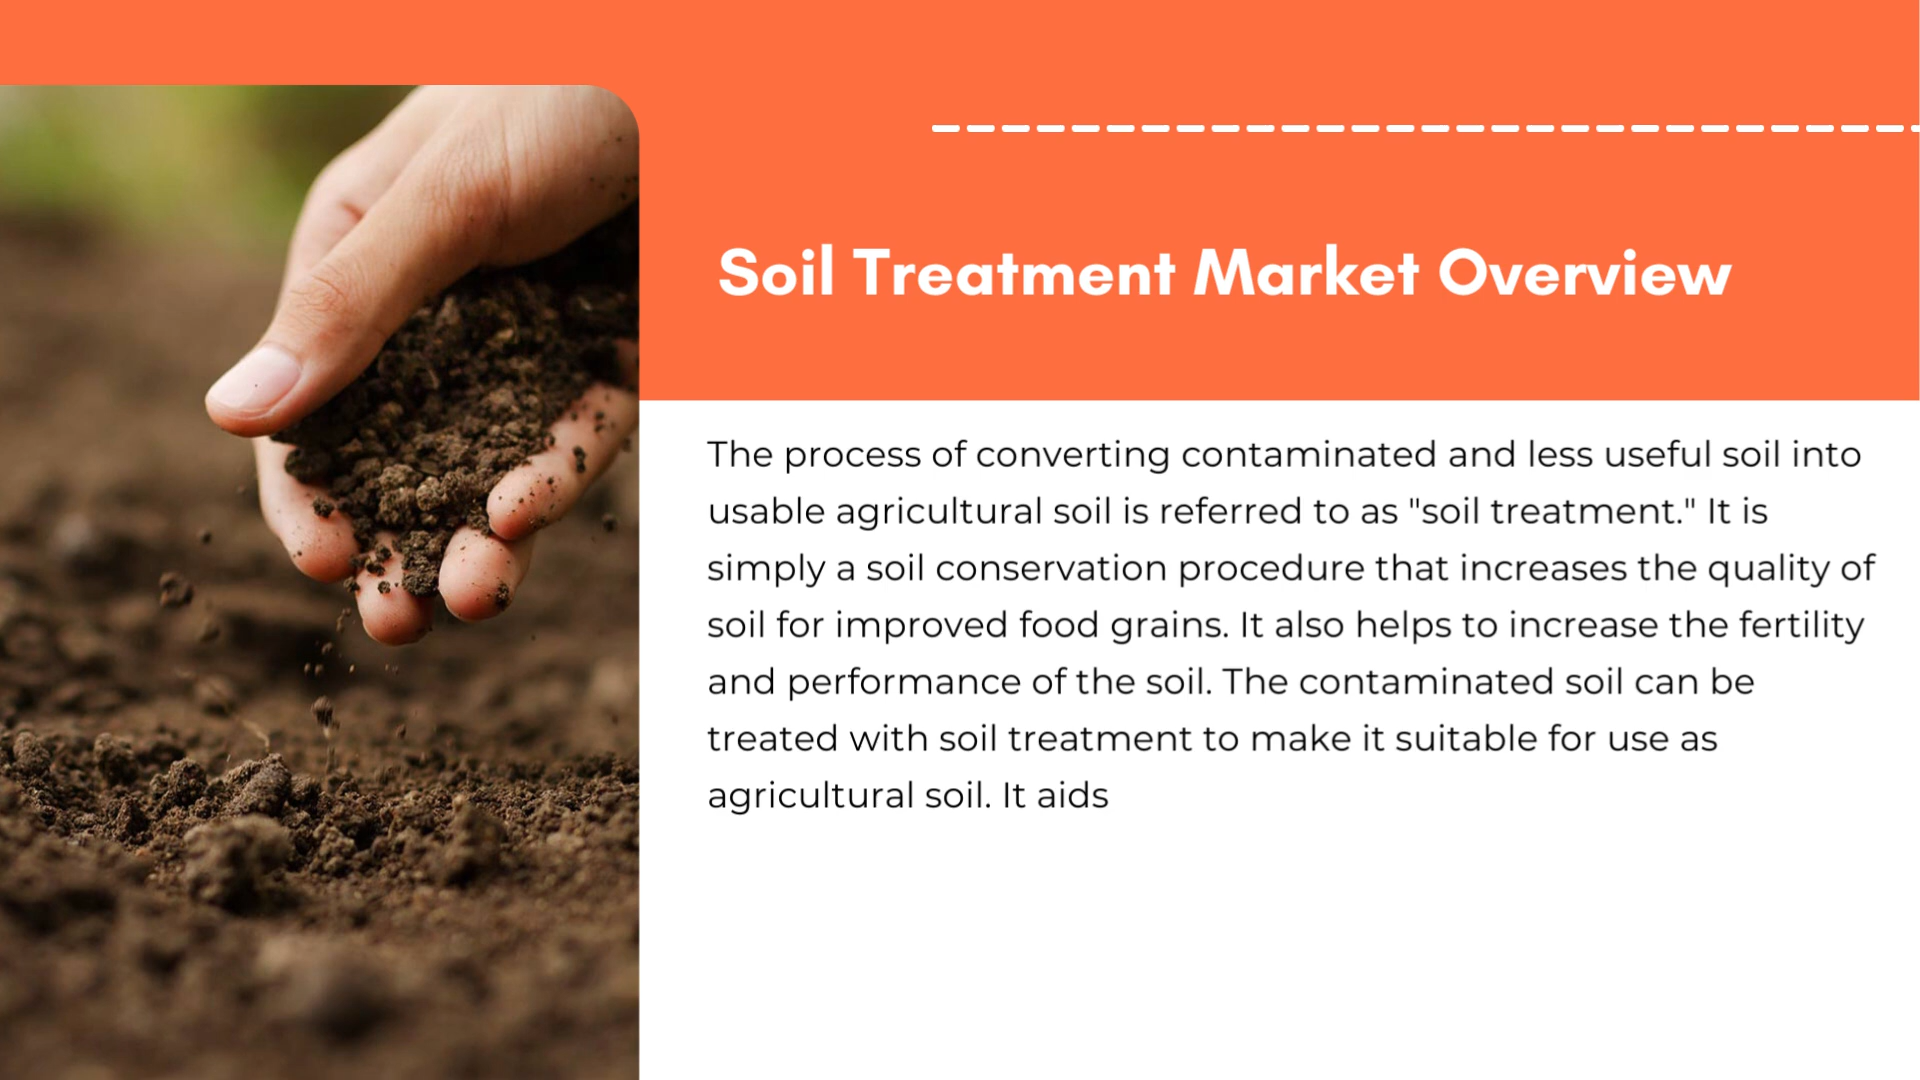 Soil Treatment Market Overview
The process of converting contaminated and less useful soil into
usable agricultural soil is referred to as "soil treatment." It is
simply a soil conservation procedure that increases the quality of
soil for improved food grains. It also helps to increase the fertility
and performance of the soil. The contaminated soil can be
treated with soil treatment to make it suitable for use as
agricultural soil. It aids